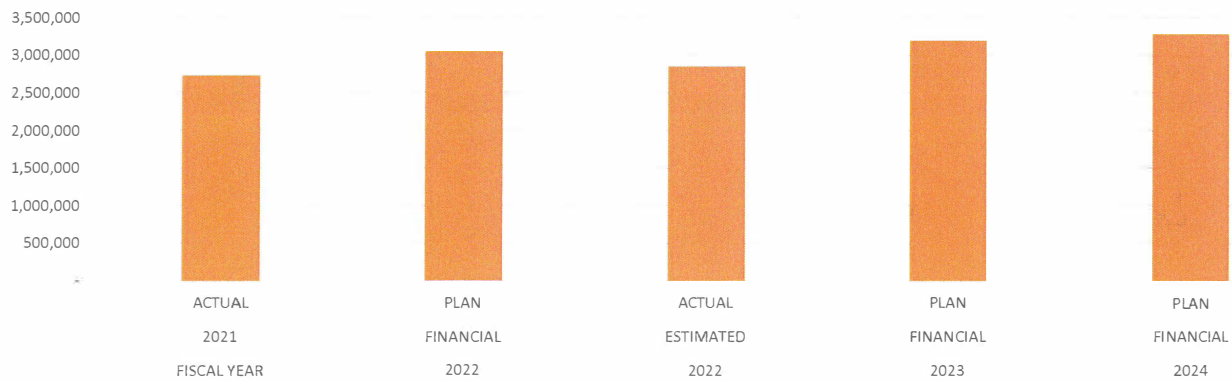 3,500,000
3,000,000
2,500,000
2,000,000
1,500,000
1,000,000
500,000
-
ACTUAL PLAN ACTUAL PLAN PLAN
2021 FINANCIAL ESTIMATED FINANCIAL FINANCIAL
FISCAL YEAR 2022 2022 2023 2024